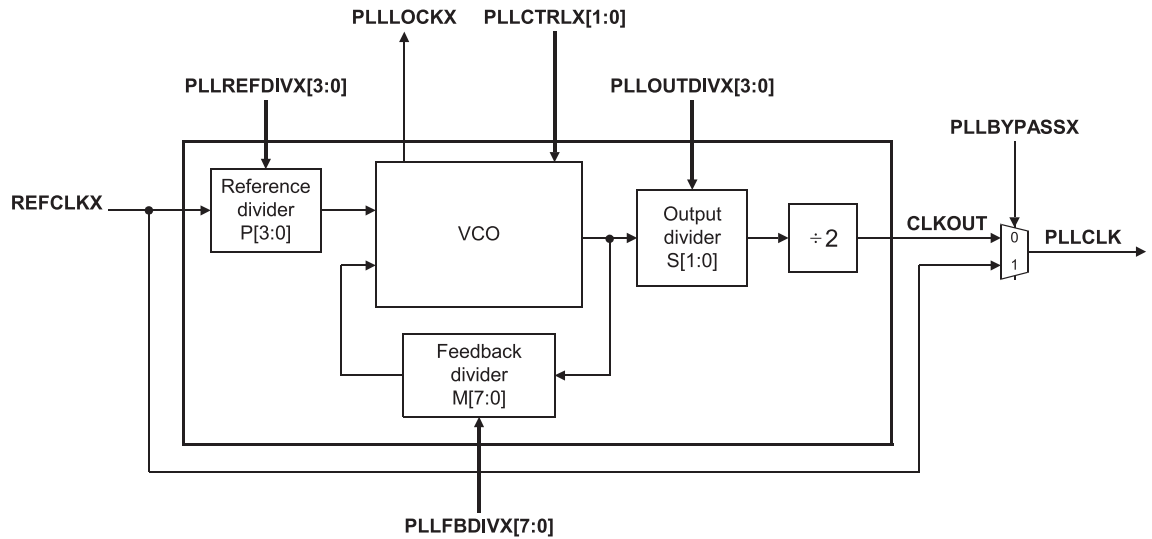 PLLLOCKX
PLLCTRLX[1:0]
PLLREFDIVX[3:0]
PLLOUTDIVX[3:0]
PLLBYPASSX
REFCLKX
Reference
divider
P[3:0]
VCO
Output
divider
S[1:0]
÷2
CLKOUT
0
1
PLLCLK
Feedback
divider
M[7:0]
PLLFBDIVX[7:0]